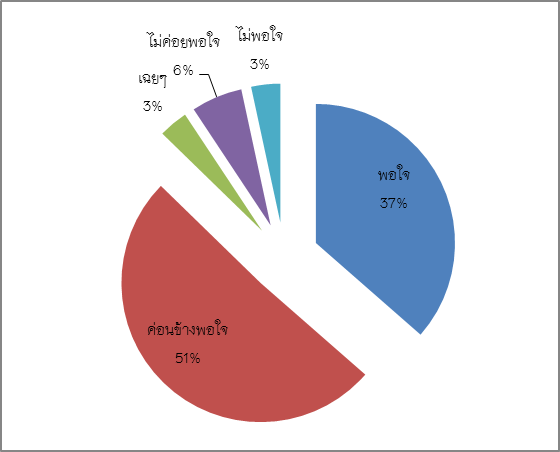 ไม่พอใจ
3%
ไม่ค่อยพอใจ
6%
เฉยๆ
3%
พอใจ
37%
ค่อนข้างพอใจ
51%